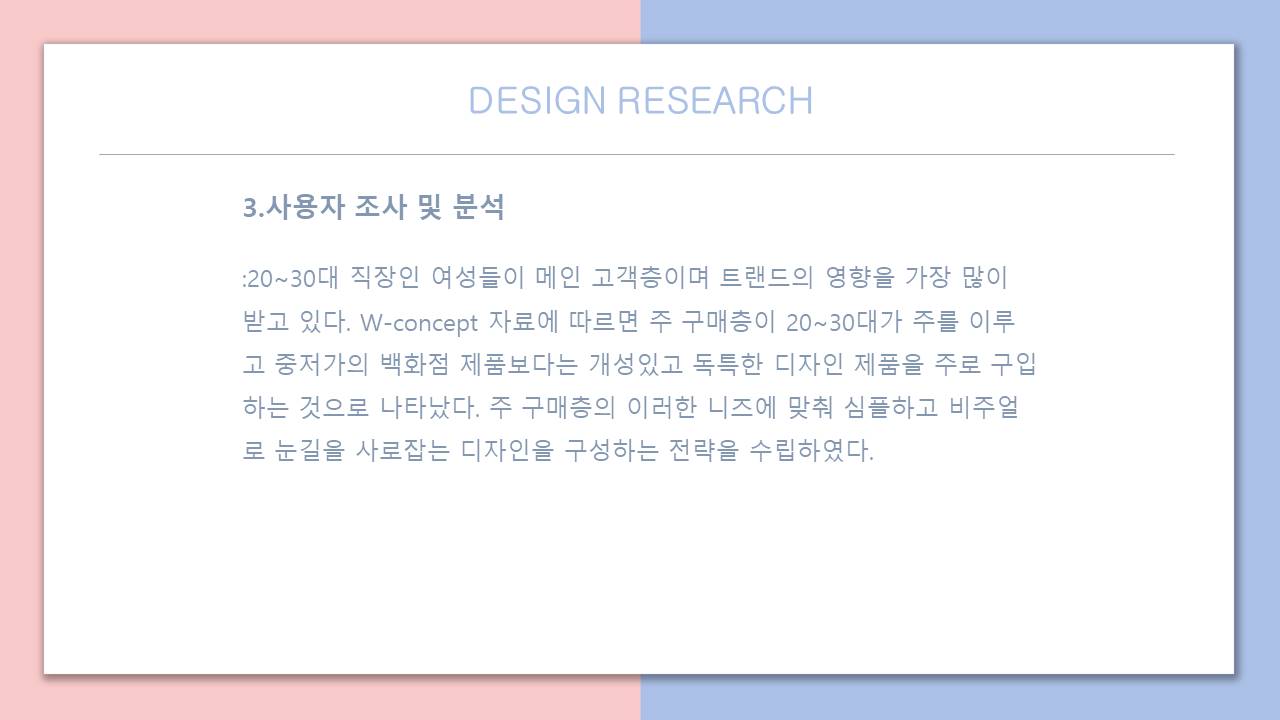 DESIGN RESEARCH
3.사용자 조사 및 분석
:20~30대 직장인 여성들이 메인 고객층이며 트랜드의 영향을 가장 많이
받고 있다. W-concept 자료에 따르면 주 구매층이 20~30대가 주를 이루
고 중저가의 백화점 제품보다는 개성있고 독특한 디자인 제품을 주로 구입
하는 것으로 나타났다. 주 구매층의 이러한 니즈에 맞춰 심플하고 비주얼
로 눈길을 사로잡는 디자인을 구성하는 전략을 수립하였다.